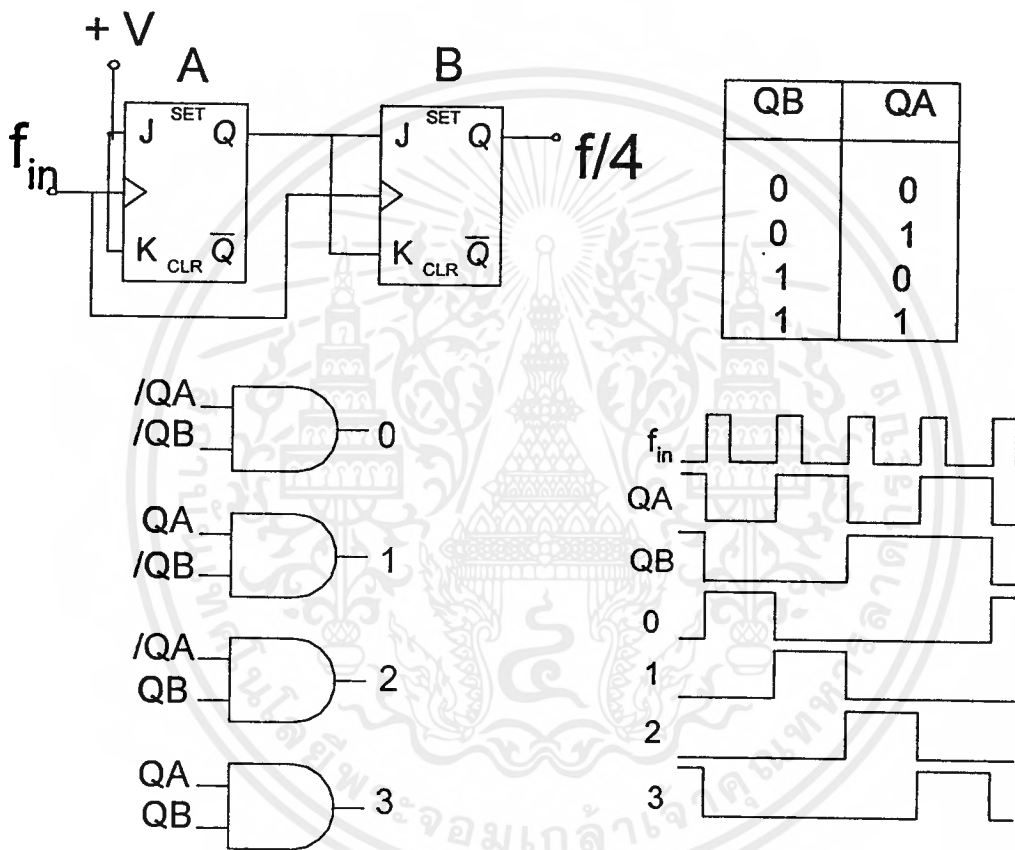 + V
A
B
SET
J
Q
K
CLR
Q̅
SET
J
Q
K
CLR
Q̅
f_in
f/4
QB QA
0 0
0 1
1 0
1 1
/QA
/QB
0
QA
/QB
1
/QA
QB
2
QA
QB
3
f_in
QA
QB
0
1
2
3